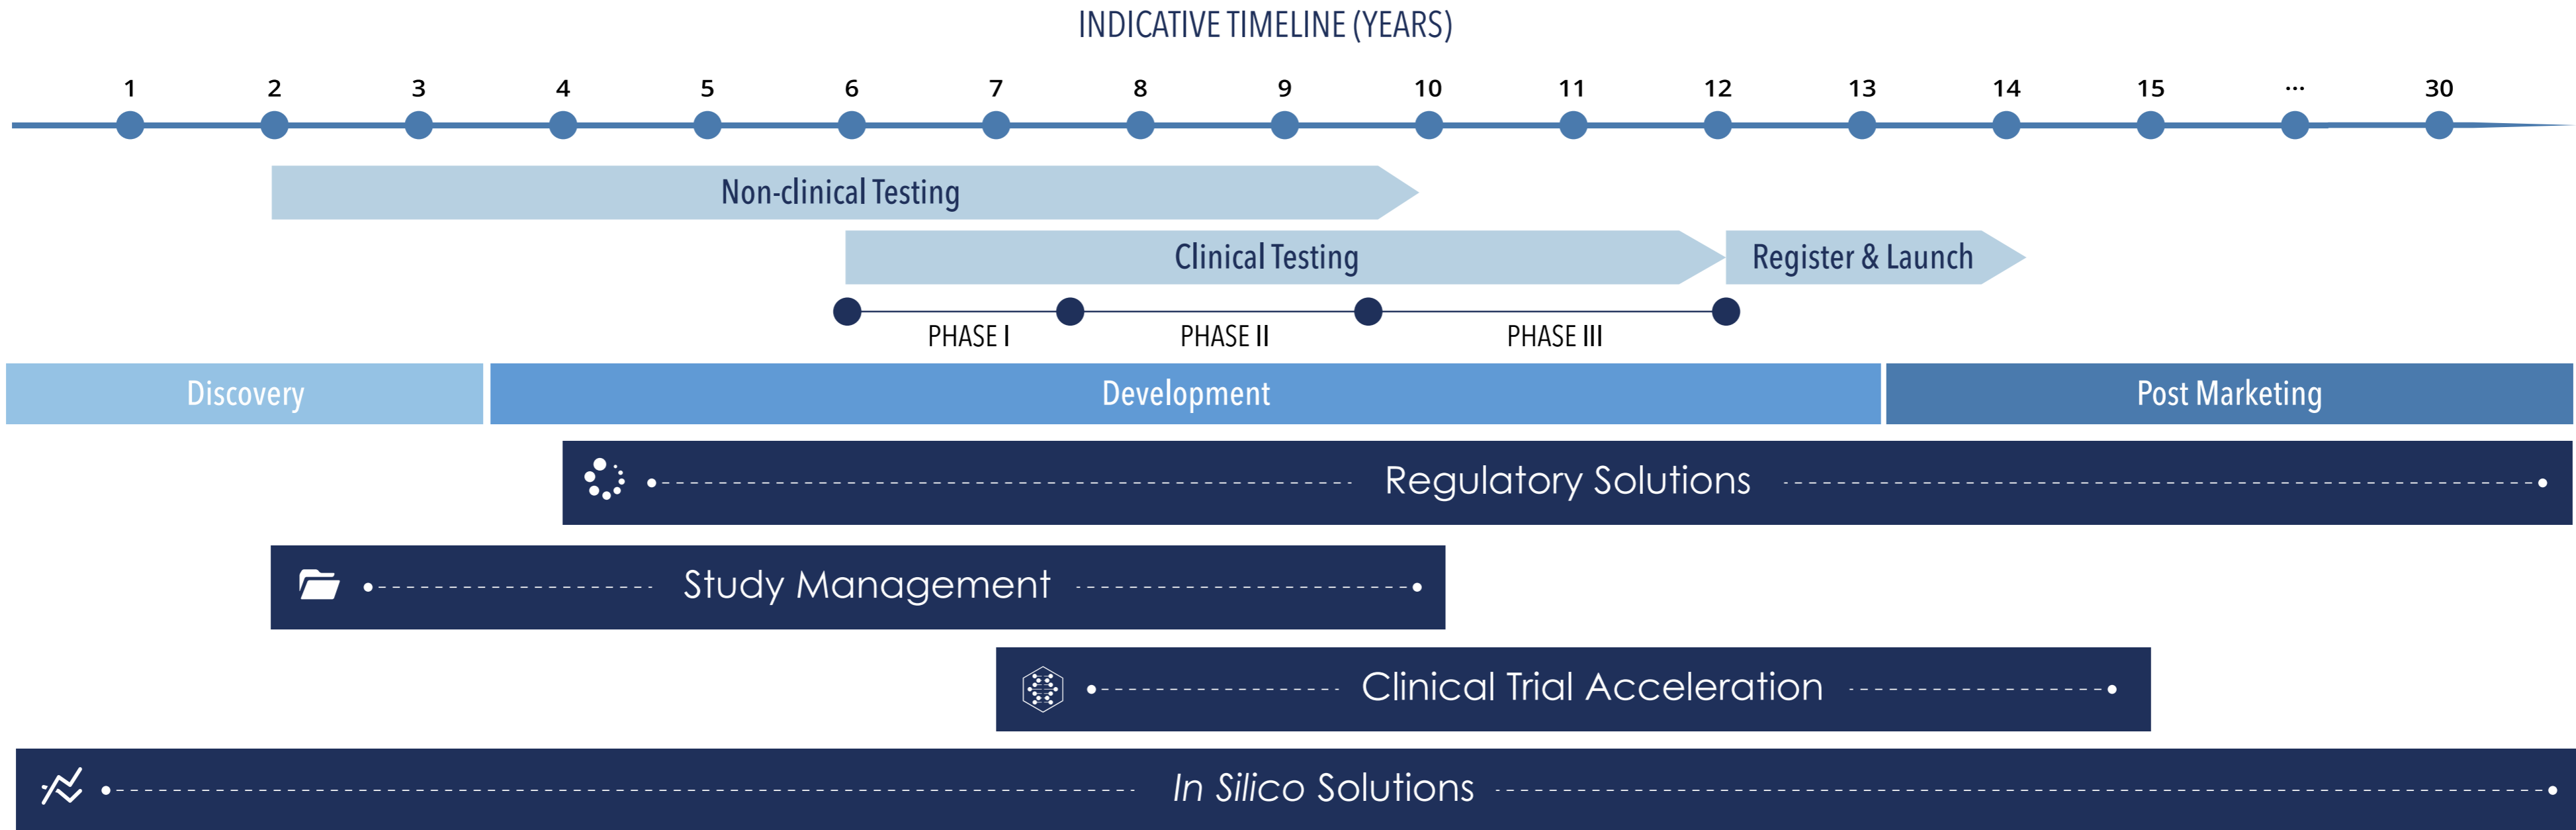 INDICATIVE TIMELINE (YEARS)
1 2 3 4 5 6 7 8 9 10 11 12 13 14 15 ... 30
Non-clinical Testing
Clinical Testing
Register & Launch
PHASE I
PHASE II
PHASE III
Discovery
Development
Post Marketing
Regulatory Solutions
Study Management
Clinical Trial Acceleration
In Silico Solutions